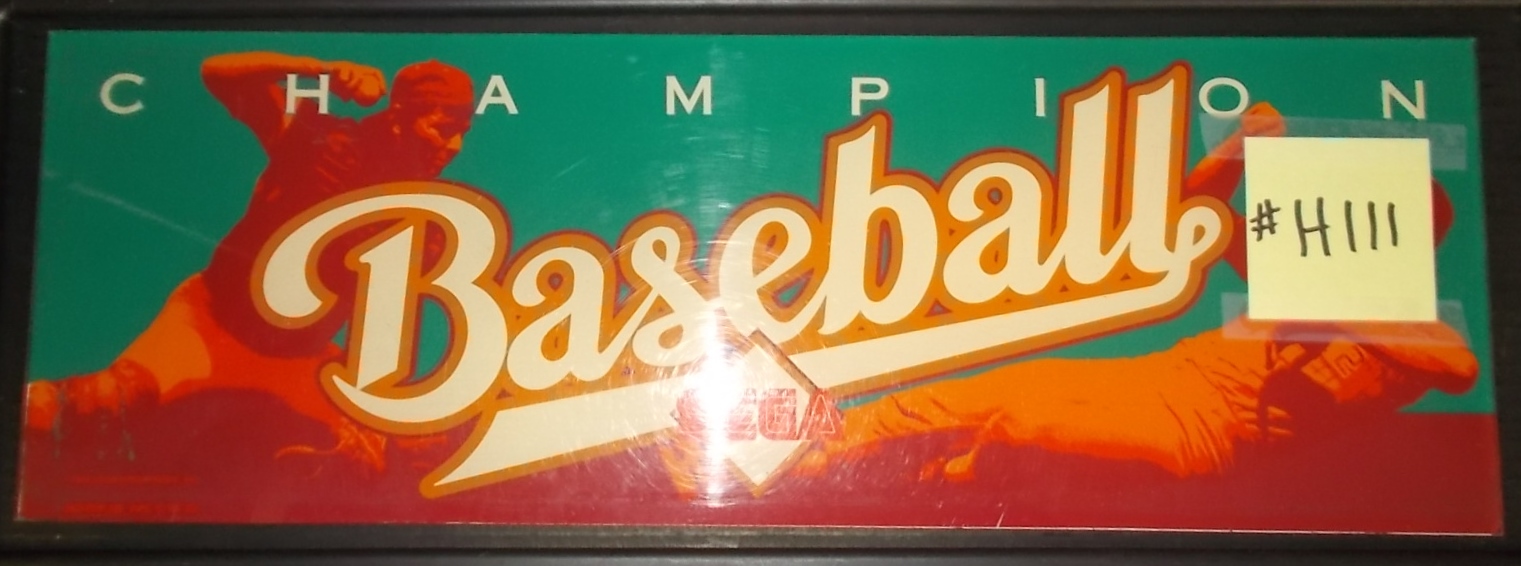 CHAMPION
Baseball
#H111
SEGA